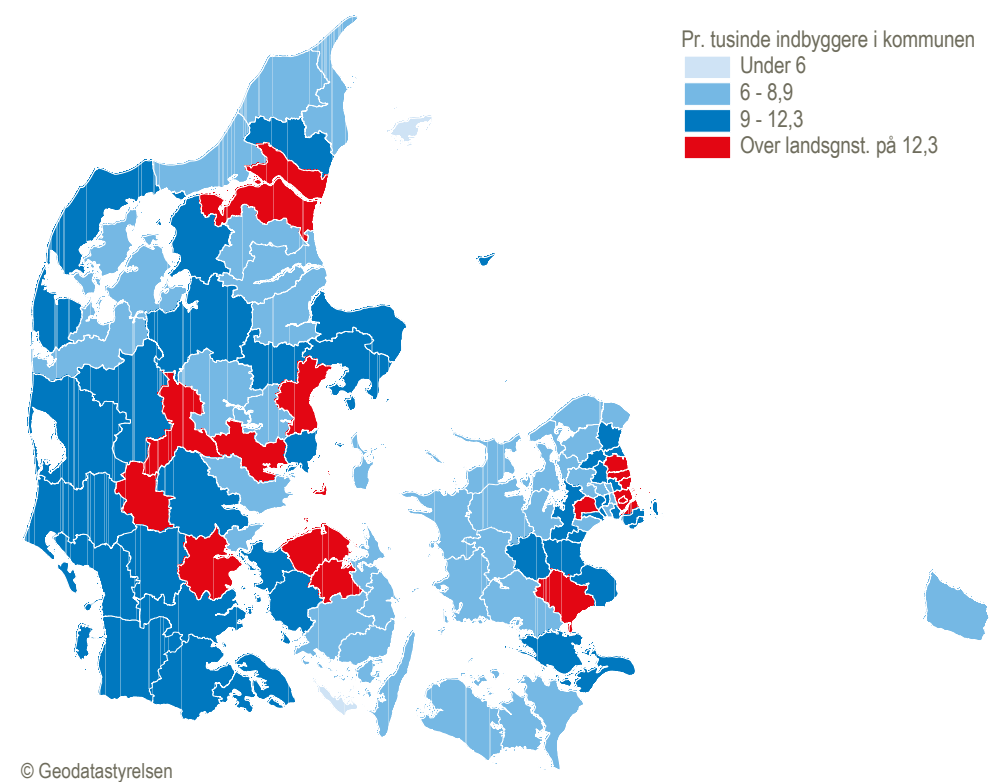 Pr. tusinde indbyggere i kommunen
Under 6
6 - 8,9
9 - 12,3
Over landsgnst. på 12,3
© Geodatastyrelsen